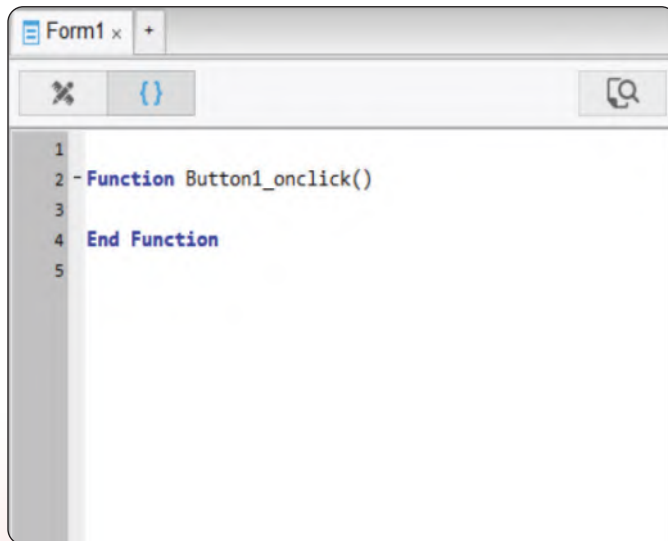 Form1 × +
{}
1
2 - Function Button1_onclick()
3
4 End Function
5